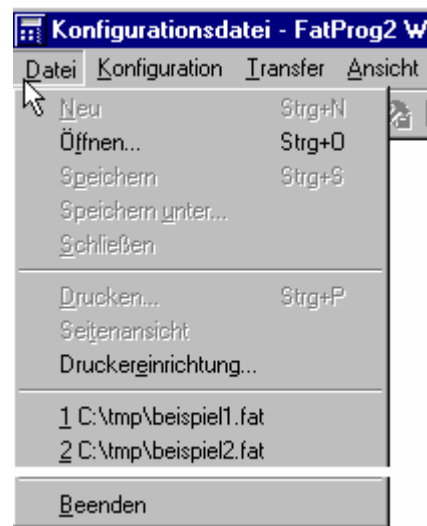 Konfigurationsdatei - FatProg2 W
Datei Konfiguration Transfer Ansicht
Neu Strg+N
Öffnen... Strg+O
Speichern Strg+S
Speichern unter...
Schließen
Drucken... Strg+P
Seitenansicht
Druckereinrichtung...
1 C:\tmp\beispiel1.fat
2 C:\tmp\beispiel2.fat
Beenden